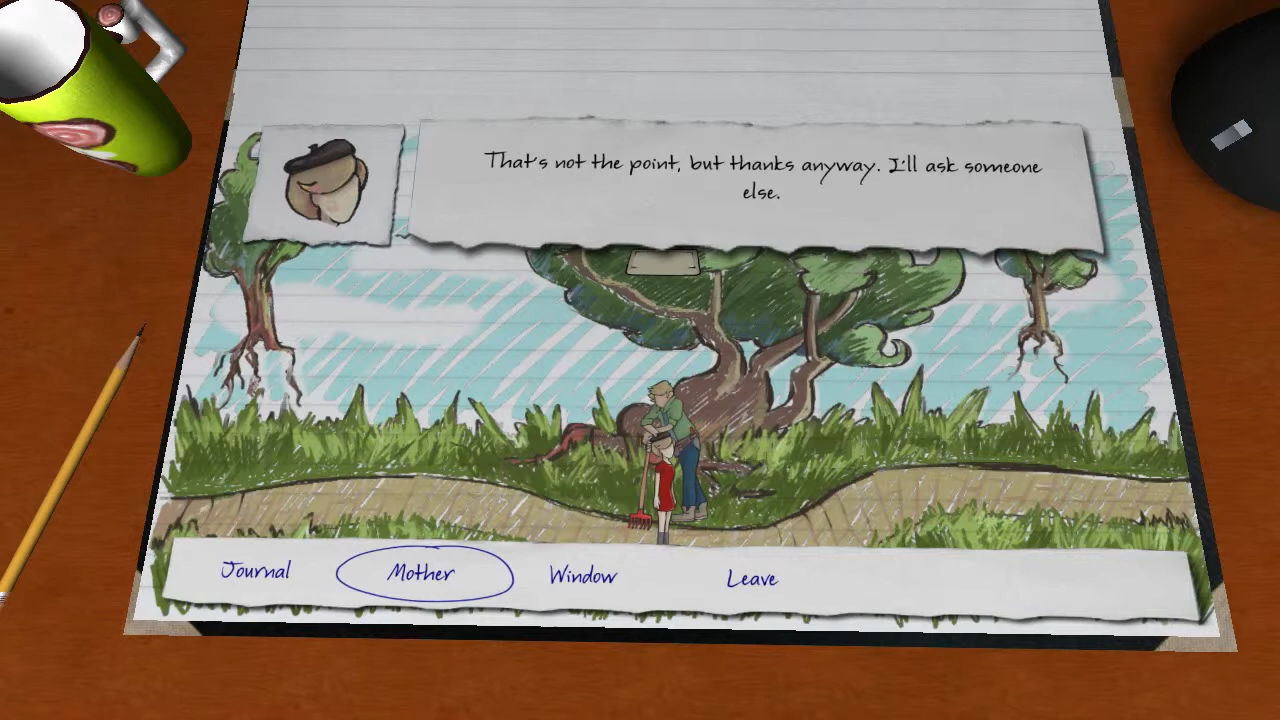 That's not the point, but thanks anyway. I'll ask someone
else.
Journal Mother Window Leave